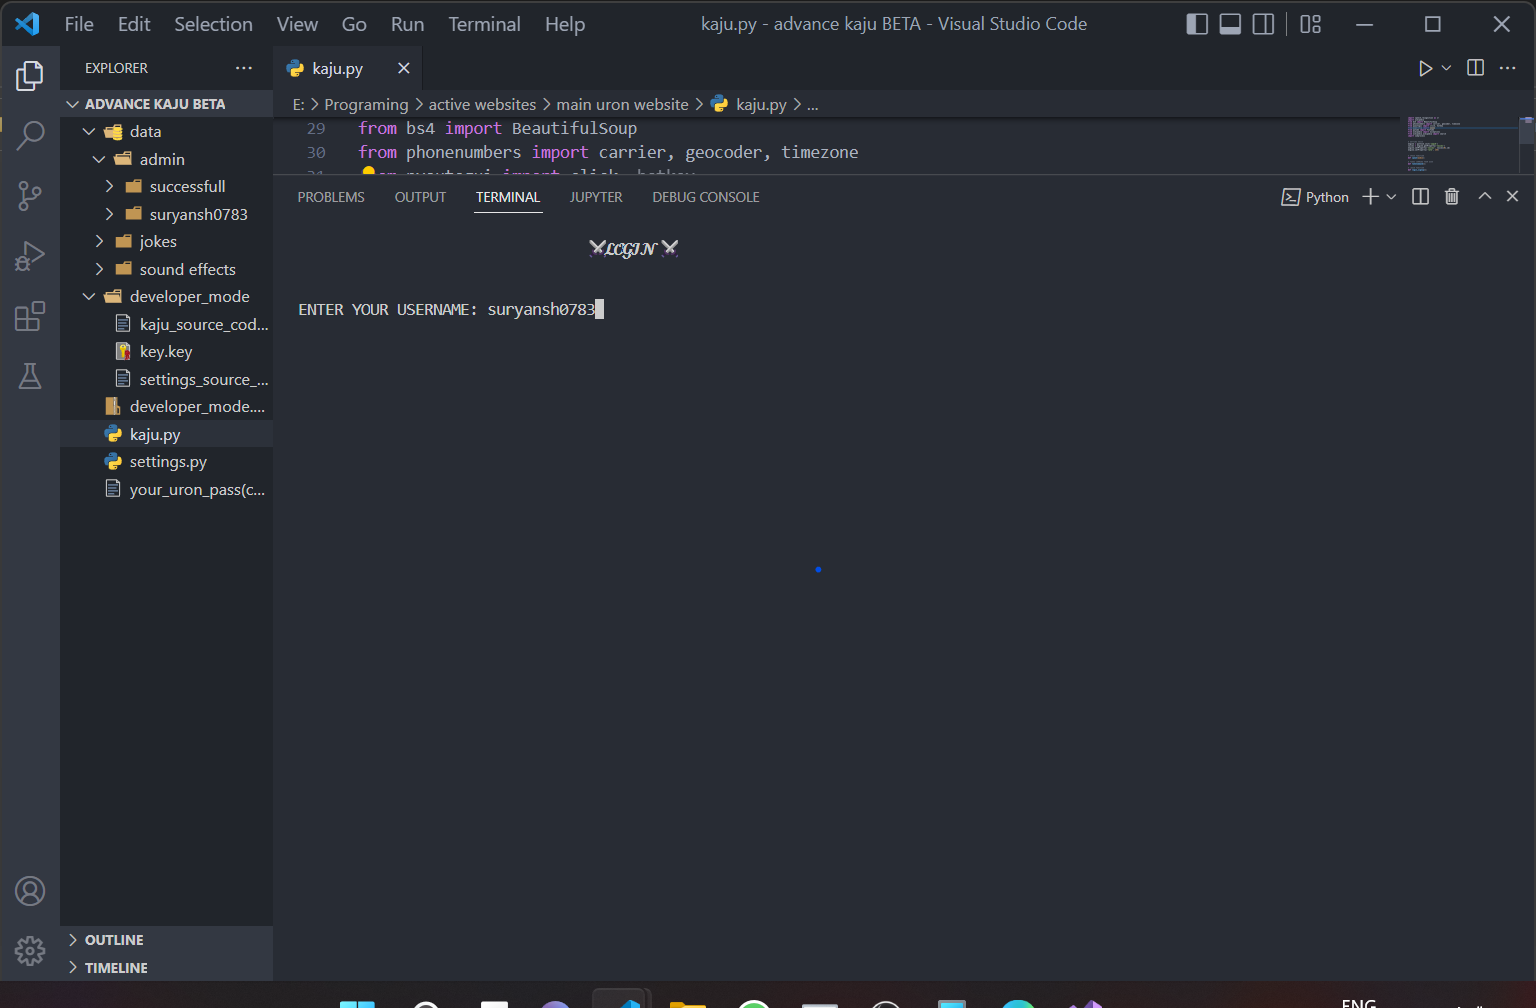 File Edit Selection View Go Run Terminal Help
kaju.py - advance kaju BETA - Visual Studio Code
EXPLORER
ADVANCE KAJU BETA
data
admin
successfull
suryansh0783
jokes
sound effects
developer_mode
kaju_source_cod...
key.key
settings_source_...
developer_mode....
kaju.py
settings.py
your_uron_pass(c...
OUTLINE
TIMELINE
kaju.py
E: > Programing > active websites > main uron website > kaju.py > ...
29 from bs4 import BeautifulSoup
30 from phonenumbers import carrier, geocoder, timezone
PROBLEMS OUTPUT TERMINAL JUPYTER DEBUG CONSOLE
Python
⚔LOGIN⚔
ENTER YOUR USERNAME: suryansh0783
ENG